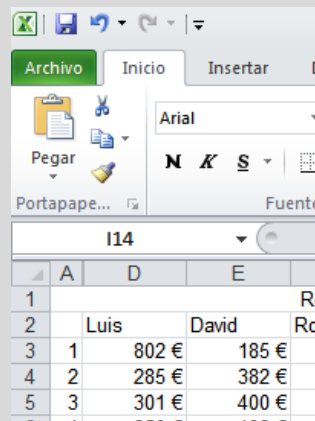 Archivo Inicio Insertar
Arial
Pegar
N K S
Portapape... Fuent
I14
A D E
1
2 Luis David
3 1 802 € 185 €
4 2 285 € 382 €
5 3 301 € 400 €